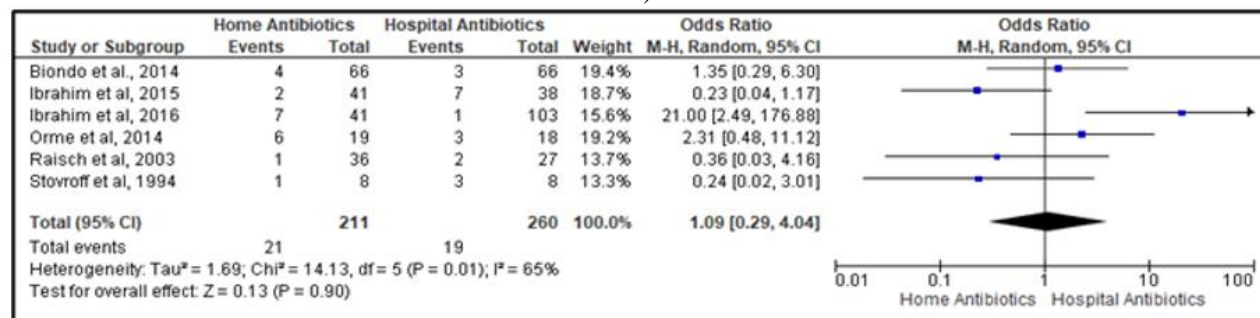 Home Antibiotics Hospital Antibiotics Odds Ratio Odds Ratio
Study or Subgroup Events Total Events Total Weight M-H, Random, 95% CI M-H, Random, 95% CI
Biondo et al., 2014 4 66 3 66 19.4% 1.35 [0.29, 6.30]
Ibrahim et al, 2015 2 41 7 38 18.7% 0.23 [0.04, 1.17]
Ibrahim et al, 2016 7 41 1 103 15.6% 21.00 [2.49, 176.88]
Orme et al, 2014 6 19 3 18 19.2% 2.31 [0.48, 11.12]
Raisch et al, 2003 1 36 2 27 13.7% 0.36 [0.03, 4.16]
Stovroff et al, 1994 1 8 3 8 13.3% 0.24 [0.02, 3.01]
Total (95% CI) 211 260 100.0% 1.09 [0.29, 4.04]
Total events 21 19
Heterogeneity: Tau² = 1.69; Chi² = 14.13, df = 5 (P = 0.01); I² = 65%
Test for overall effect: Z = 0.13 (P = 0.90)
0.01 0.1 1 10 100
Home Antibiotics Hospital Antibiotics